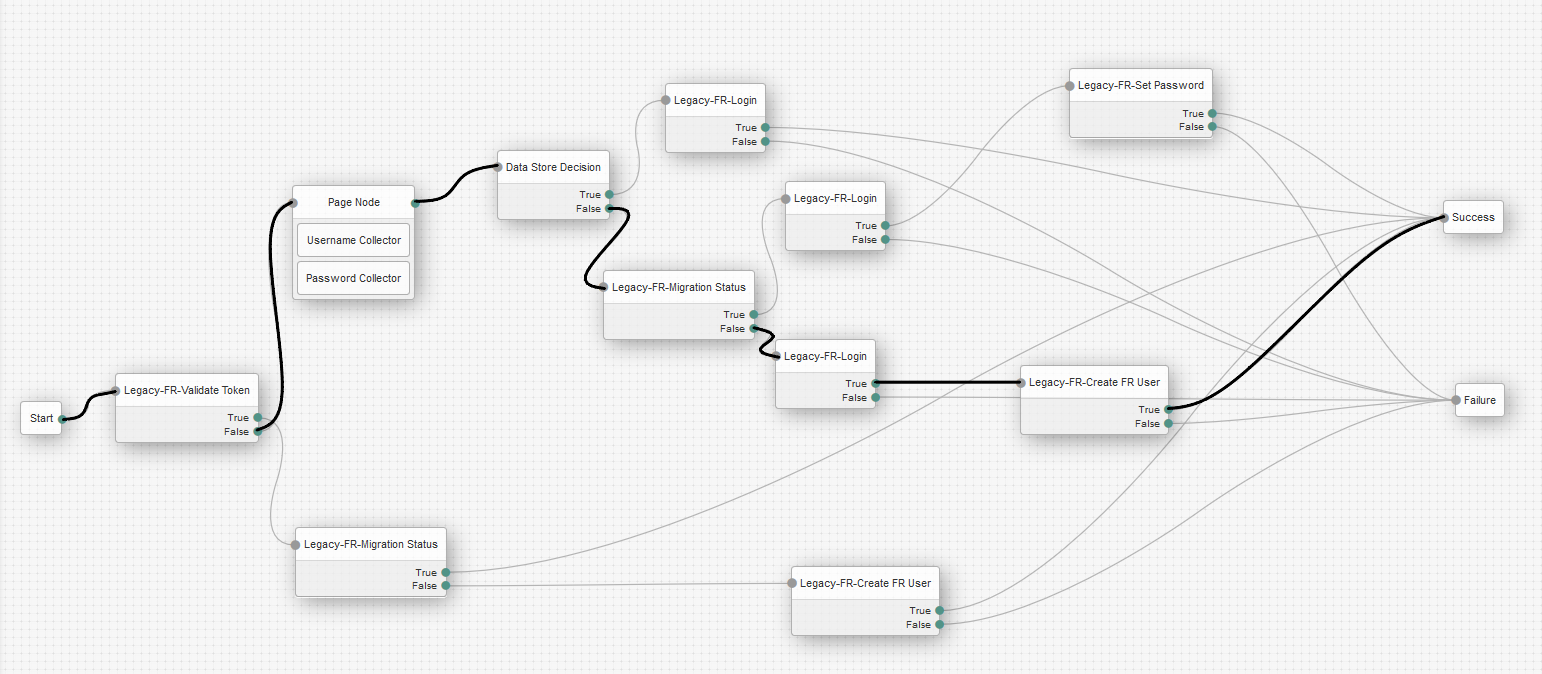 Start
Legacy-FR-Validate Token
True
False
Page Node
Username Collector
Password Collector
Data Store Decision
True
False
Legacy-FR-Login
True
False
Legacy-FR-Migration Status
True
False
Legacy-FR-Login
True
False
Legacy-FR-Login
True
False
Legacy-FR-Set Password
True
False
Legacy-FR-Create FR User
True
False
Legacy-FR-Migration Status
True
False
Legacy-FR-Create FR User
True
False
Success
Failure